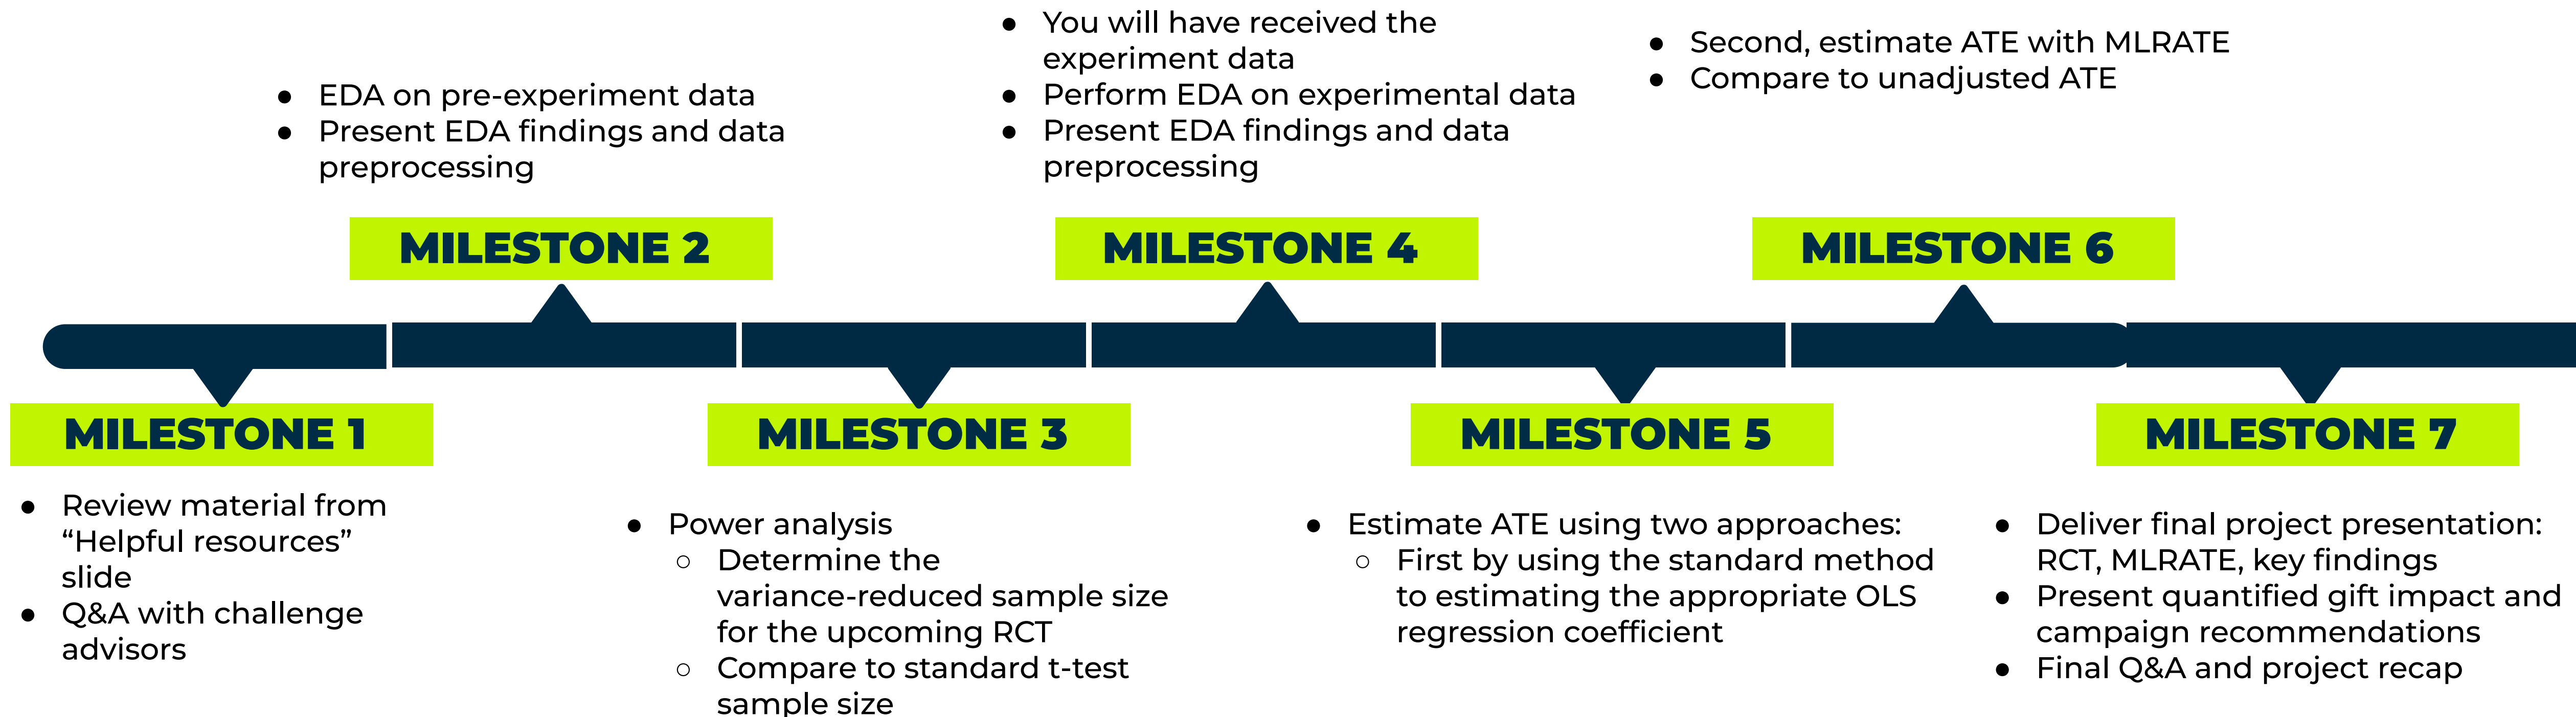 MILESTONE 1
● Review material from
“Helpful resources”
slide
● Q&A with challenge
advisors
● EDA on pre-experiment data
● Present EDA findings and data
preprocessing
MILESTONE 2
MILESTONE 3
● Power analysis
○ Determine the
variance-reduced sample size
for the upcoming RCT
○ Compare to standard t-test
sample size
● You will have received the
experiment data
● Perform EDA on experimental data
● Present EDA findings and data
preprocessing
MILESTONE 4
MILESTONE 5
● Estimate ATE using two approaches:
○ First by using the standard method
to estimating the appropriate OLS
regression coefficient
● Second, estimate ATE with MLRATE
● Compare to unadjusted ATE
MILESTONE 6
MILESTONE 7
● Deliver final project presentation:
RCT, MLRATE, key findings
● Present quantified gift impact and
campaign recommendations
● Final Q&A and project recap